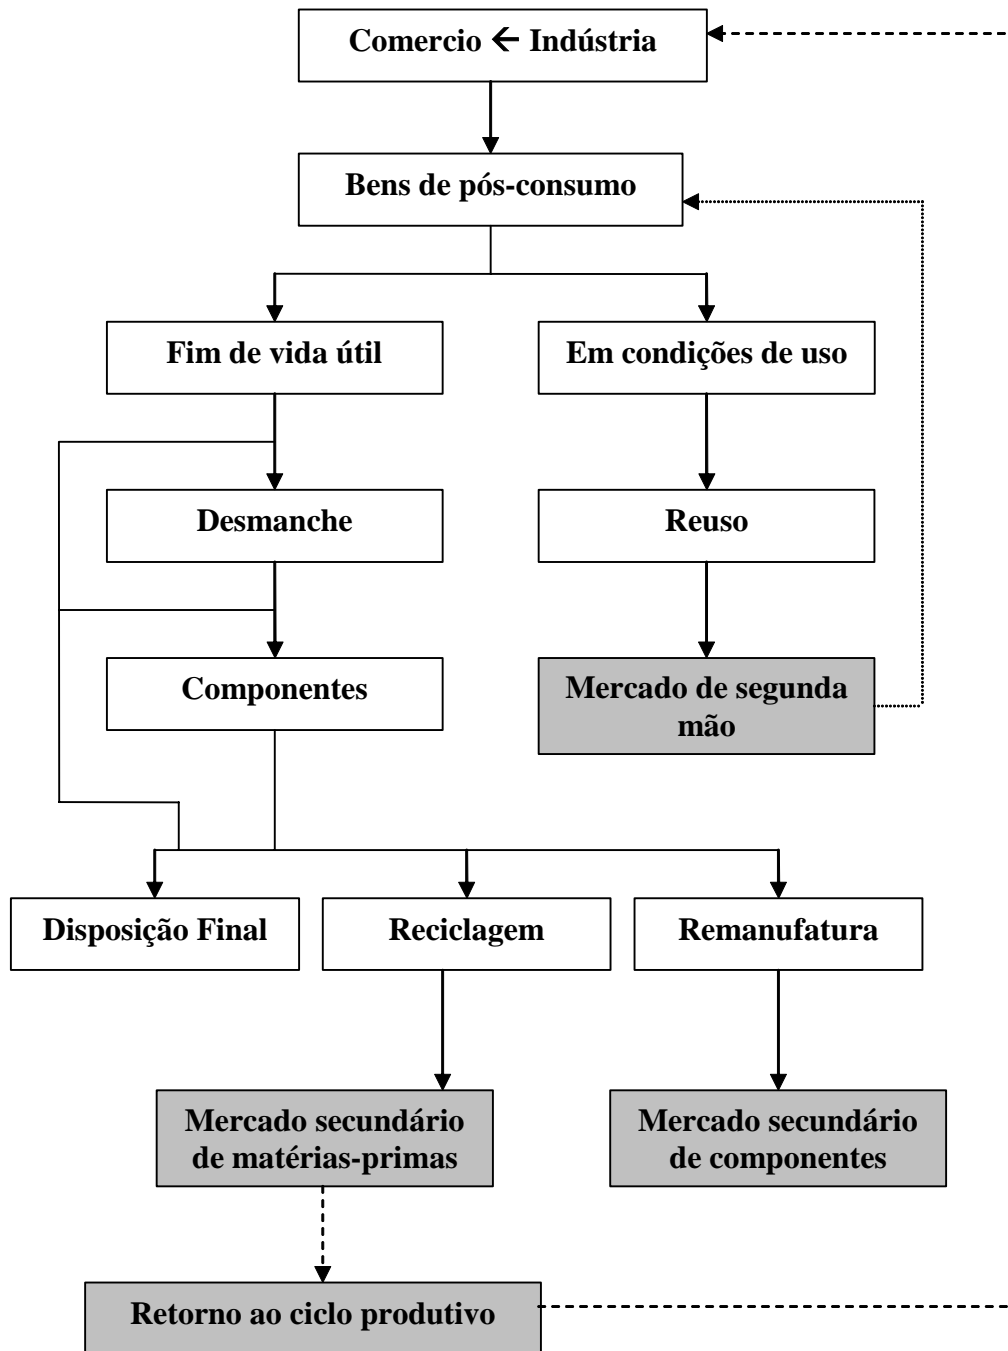 Comercio ← Indústria
Bens de pós-consumo
Fim de vida útil
Em condições de uso
Desmanche
Reuso
Componentes
Mercado de segunda
mão
Disposição Final
Reciclagem
Remanufatura
Mercado secundário
de matérias-primas
Mercado secundário
de componentes
Retorno ao ciclo produtivo